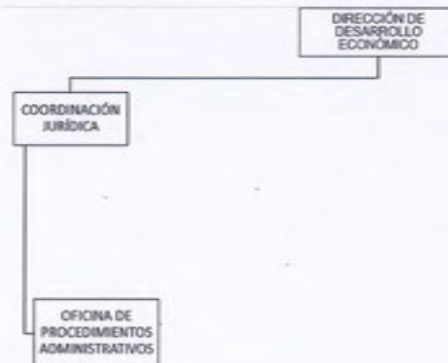 DIRECCIÓN DE
DESARROLLO
ECONÓMICO
COORDINACIÓN
JURÍDICA
OFICINA DE
PROCEDIMIENTOS
ADMINISTRATIVOS